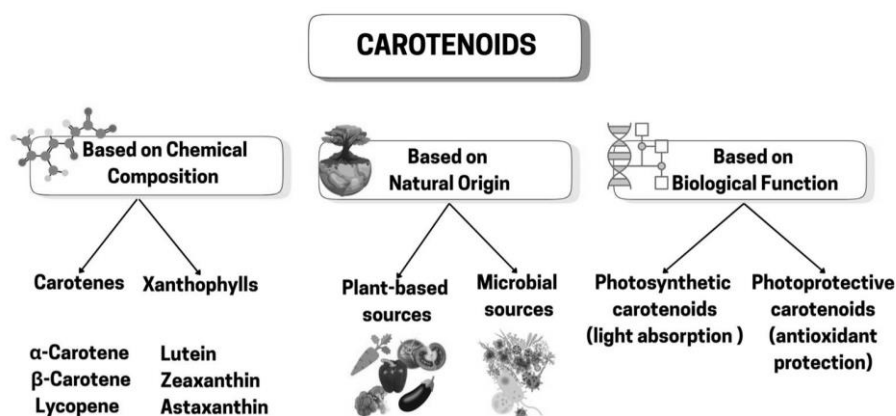 CAROTENOIDS
Based on Chemical
Composition
Based on
Natural Origin
Based on
Biological Function
Carotenes
Xanthophylls
Plant-based
sources
Microbial
sources
Photosynthetic
carotenoids
(light absorption )
Photoprotective
carotenoids
(antioxidant
protection)
α-Carotene
β-Carotene
Lycopene
Lutein
Zeaxanthin
Astaxanthin